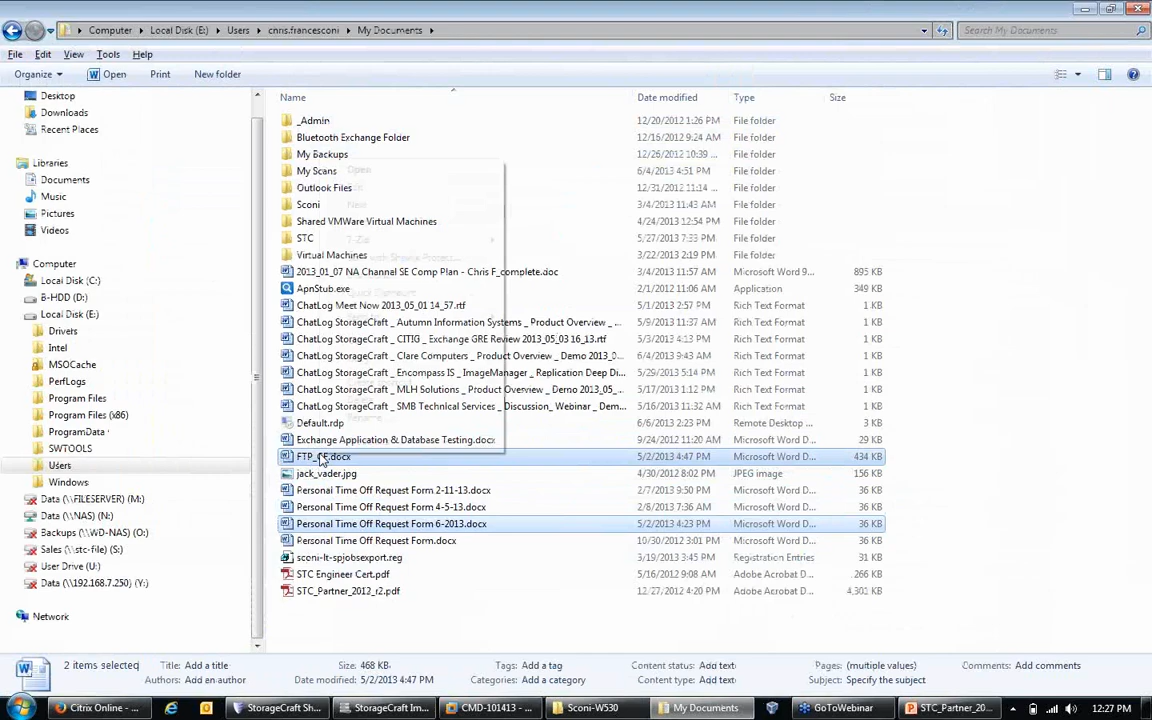 Computer ▸ Local Disk (E:) ▸ Users ▸ cnns.francesconi ▸ My Documents ▸
Search My Documents
File Edit View Tools Help
Organize Open Print New folder
Name Date modified Type Size
Desktop
Downloads
Recent Places
Libraries
Documents
Music
Pictures
Videos
Computer
Local Disk (C:)
B-HDD (D:)
Local Disk (E:)
Drivers
Intel
MSOCache
PerfLogs
Program Files
Program Files (x86)
ProgramData
SWTOOLS
Users
Windows
Data (\\FILESERVER) (M:)
Data (\\NAS) (N:)
Backups (\\WD-NAS) (O:)
Sales (\\stc-file) (S:)
User Drive (U:)
Data (\\192.168.7.250) (Y:)
Network
_Admin 12/20/2012 1:26 PM File folder
Bluetooth Exchange Folder 12/16/2012 9:24 AM File folder
My Backups 12/26/2012 10:39 ... File folder
My Scans 6/4/2013 4:51 PM File folder
Outlook Files 12/31/2012 11:14 ... File folder
Sconi 3/4/2013 11:43 AM File folder
Shared VMWare Virtual Machines 4/24/2013 12:54 PM File folder
STC 5/27/2013 7:33 PM File folder
Virtual Machines 3/22/2013 2:19 PM File folder
2013_01_07 NA Channel SE Comp Plan - Chris F_complete.doc 3/4/2013 11:57 AM Microsoft Word 9... 895 KB
ApnStub.exe 2/1/2012 11:06 AM Application 340 KB
ChatLog Meet Now 2013_05_01 14_57.rtf 5/1/2013 2:57 PM Rich Text Format 1 KB
ChatLog StorageCraft _ Autumn Information Systems _ Product Overview _ ... 5/9/2013 11:37 AM Rich Text Format 1 KB
ChatLog StorageCraft _ CITIG _ Exchange GRE Review 2013_05_03 16_13.rtf 5/3/2013 4:13 PM Rich Text Format 1 KB
ChatLog StorageCraft _ Clare Computers _ Product Overview _ Demo 2013_0... 6/4/2013 9:43 AM Rich Text Format 1 KB
ChatLog StorageCraft _ Encompass IS _ ImageManager _ Replication Deep Di... 5/29/2013 5:14 PM Rich Text Format 1 KB
ChatLog StorageCraft _ MLH Solutions _ Product Overview _ Demo 2013_05_... 5/17/2013 1:12 PM Rich Text Format 1 KB
ChatLog StorageCraft _ SMB Technical Services _ Discussion_ Webinar _ Dem... 5/16/2013 11:32 AM Rich Text Format 1 KB
Default.rdp 6/6/2013 2:23 PM Remote Desktop ... 3 KB
Exchange Application & Database Testing.docx 9/24/2012 11:20 AM Microsoft Word D... 29 KB
5/2/2013 4:47 PM Microsoft Word D... 434 KB
jack_vader.jpg 4/30/2012 8:02 PM JPEG image 156 KB
Personal Time Off Request Form 2-11-13.docx 2/7/2013 9:50 PM Microsoft Word D... 36 KB
Personal Time Off Request Form 4-5-13.docx 2/8/2013 7:36 AM Microsoft Word D... 36 KB
Personal Time Off Request Form 6-2013.docx 5/2/2013 4:23 PM Microsoft Word D... 36 KB
Personal Time Off Request Form.docx 10/30/2012 3:01 PM Microsoft Word D... 36 KB
sconi-lt-spjobsexport.reg 3/19/2013 3:45 PM Registration Entries 4 KB
STC Engineer Cert.pdf 5/16/2012 9:08 AM Adobe Acrobat D... 266 KB
STC_Partner_2013_r2.pdf 12/27/2012 4:20 PM Adobe Acrobat D... 4,302 KB
Open
New
7-Zip
2 items selected Title: Add a title Size: 468 KB Tags: Add a tag Content status: Add text Pages: (multiple values) Comments: Add comments
Authors: Add an author Date modified: 5/2/2013 4:47 PM Categories: Add a category Content type: Add text Subject: Specify the subject
Citrix Online - ... StorageCraft Sh... StorageCraft Im... CMD-101413 - ... Sconi-W530 My Documents GoToWebinar STC_Partner_20... 12:27 PM